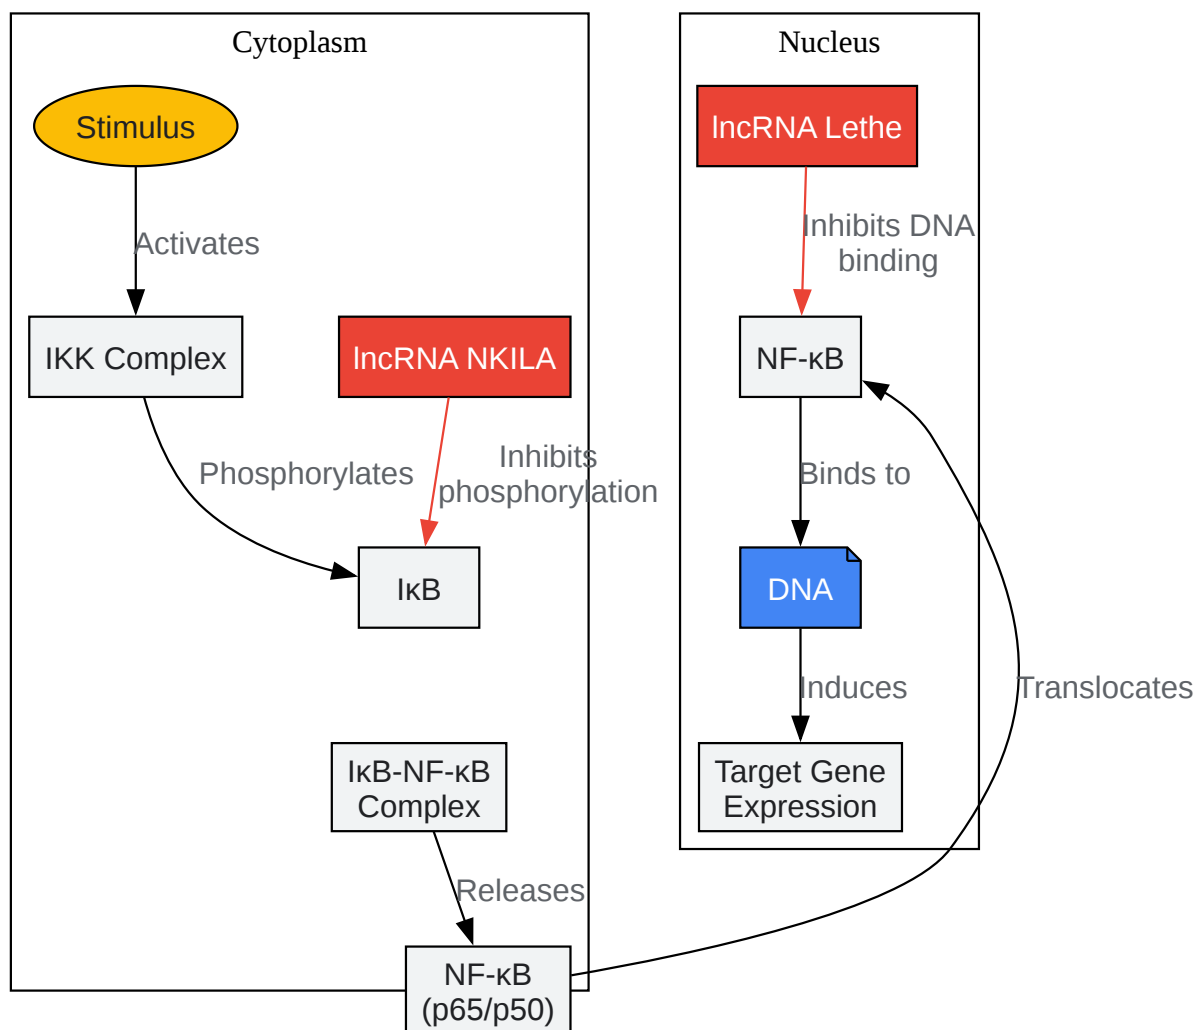 Cytoplasm
Stimulus
Activates
IKK Complex
lncRNA NKILA
Phosphorylates
Inhibits
phosphorylation
IκB
IκB-NF-κB
Complex
Releases
NF-κB
(p65/p50)
Nucleus
lncRNA Lethe
Inhibits DNA
binding
NF-κB
Binds to
DNA
Induces
Target Gene
Expression
Translocates